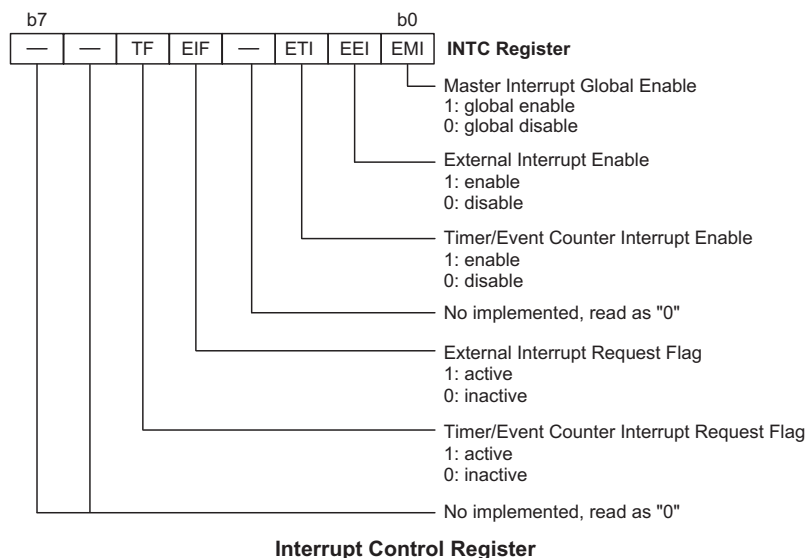 b7 b0
— — TF EIF — ETI EEI EMI INTC Register
Master Interrupt Global Enable
1: global enable
0: global disable
External Interrupt Enable
1: enable
0: disable
Timer/Event Counter Interrupt Enable
1: enable
0: disable
No implemented, read as "0"
External Interrupt Request Flag
1: active
0: inactive
Timer/Event Counter Interrupt Request Flag
1: active
0: inactive
No implemented, read as "0"
Interrupt Control Register